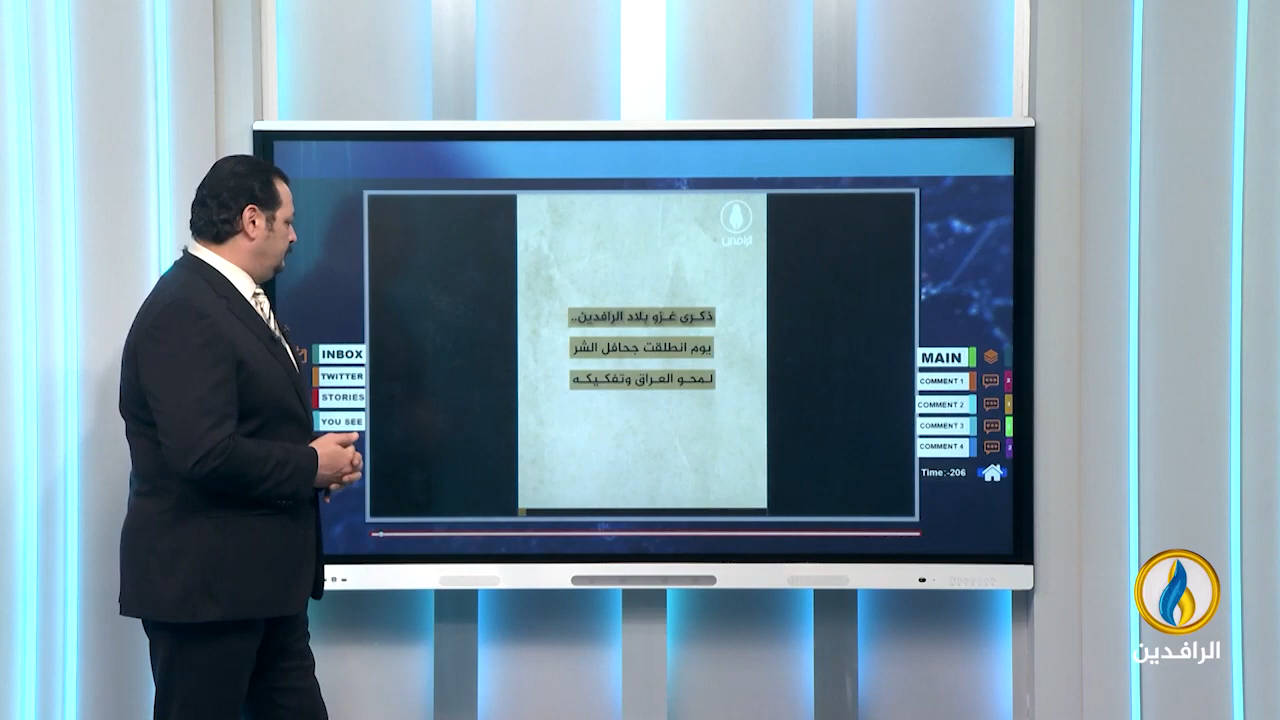 الرافدين
ذكرى غزو بلاد الرافدين..
يوم انطلقت جحافل الشر
لمحو العراق وتفكيكه
INBOX
TWITTER
STORIES
YOU SEE
MAIN
COMMENT 1
COMMENT 2
COMMENT 3
COMMENT 4
Time:-206
الرافدين